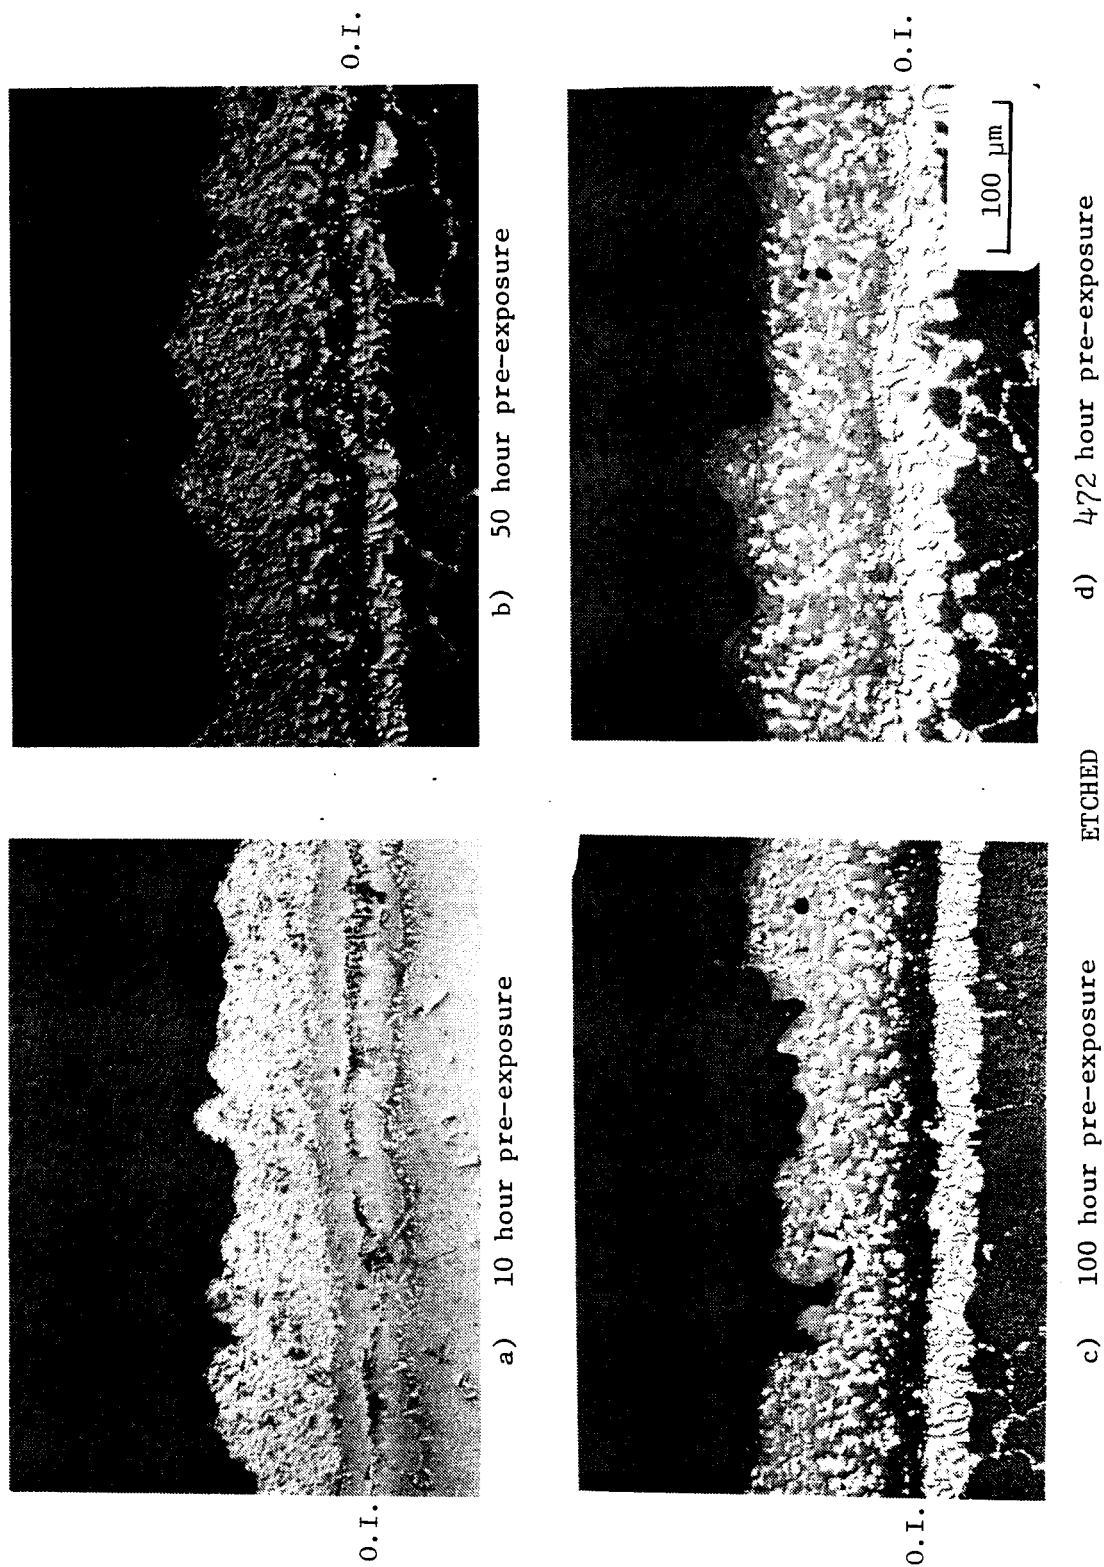 O.I.
a) 10 hour pre-exposure
O.I.
b) 50 hour pre-exposure
O.I.
c) 100 hour pre-exposure
O.I.
100 µm
d) 472 hour pre-exposure
ETCHED